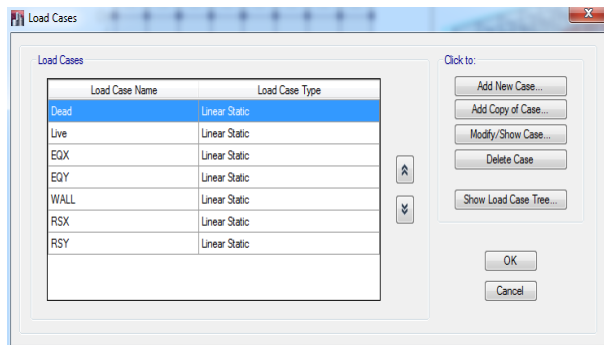 Load Cases
X
Load Cases
Load Case Name Load Case Type
Dead Linear Static
Live Linear Static
EQX Linear Static
EQY Linear Static
WALL Linear Static
RSX Linear Static
RSY Linear Static
Click to:
Add New Case...
Add Copy of Case...
Modify/Show Case...
Delete Case
Show Load Case Tree...
OK
Cancel